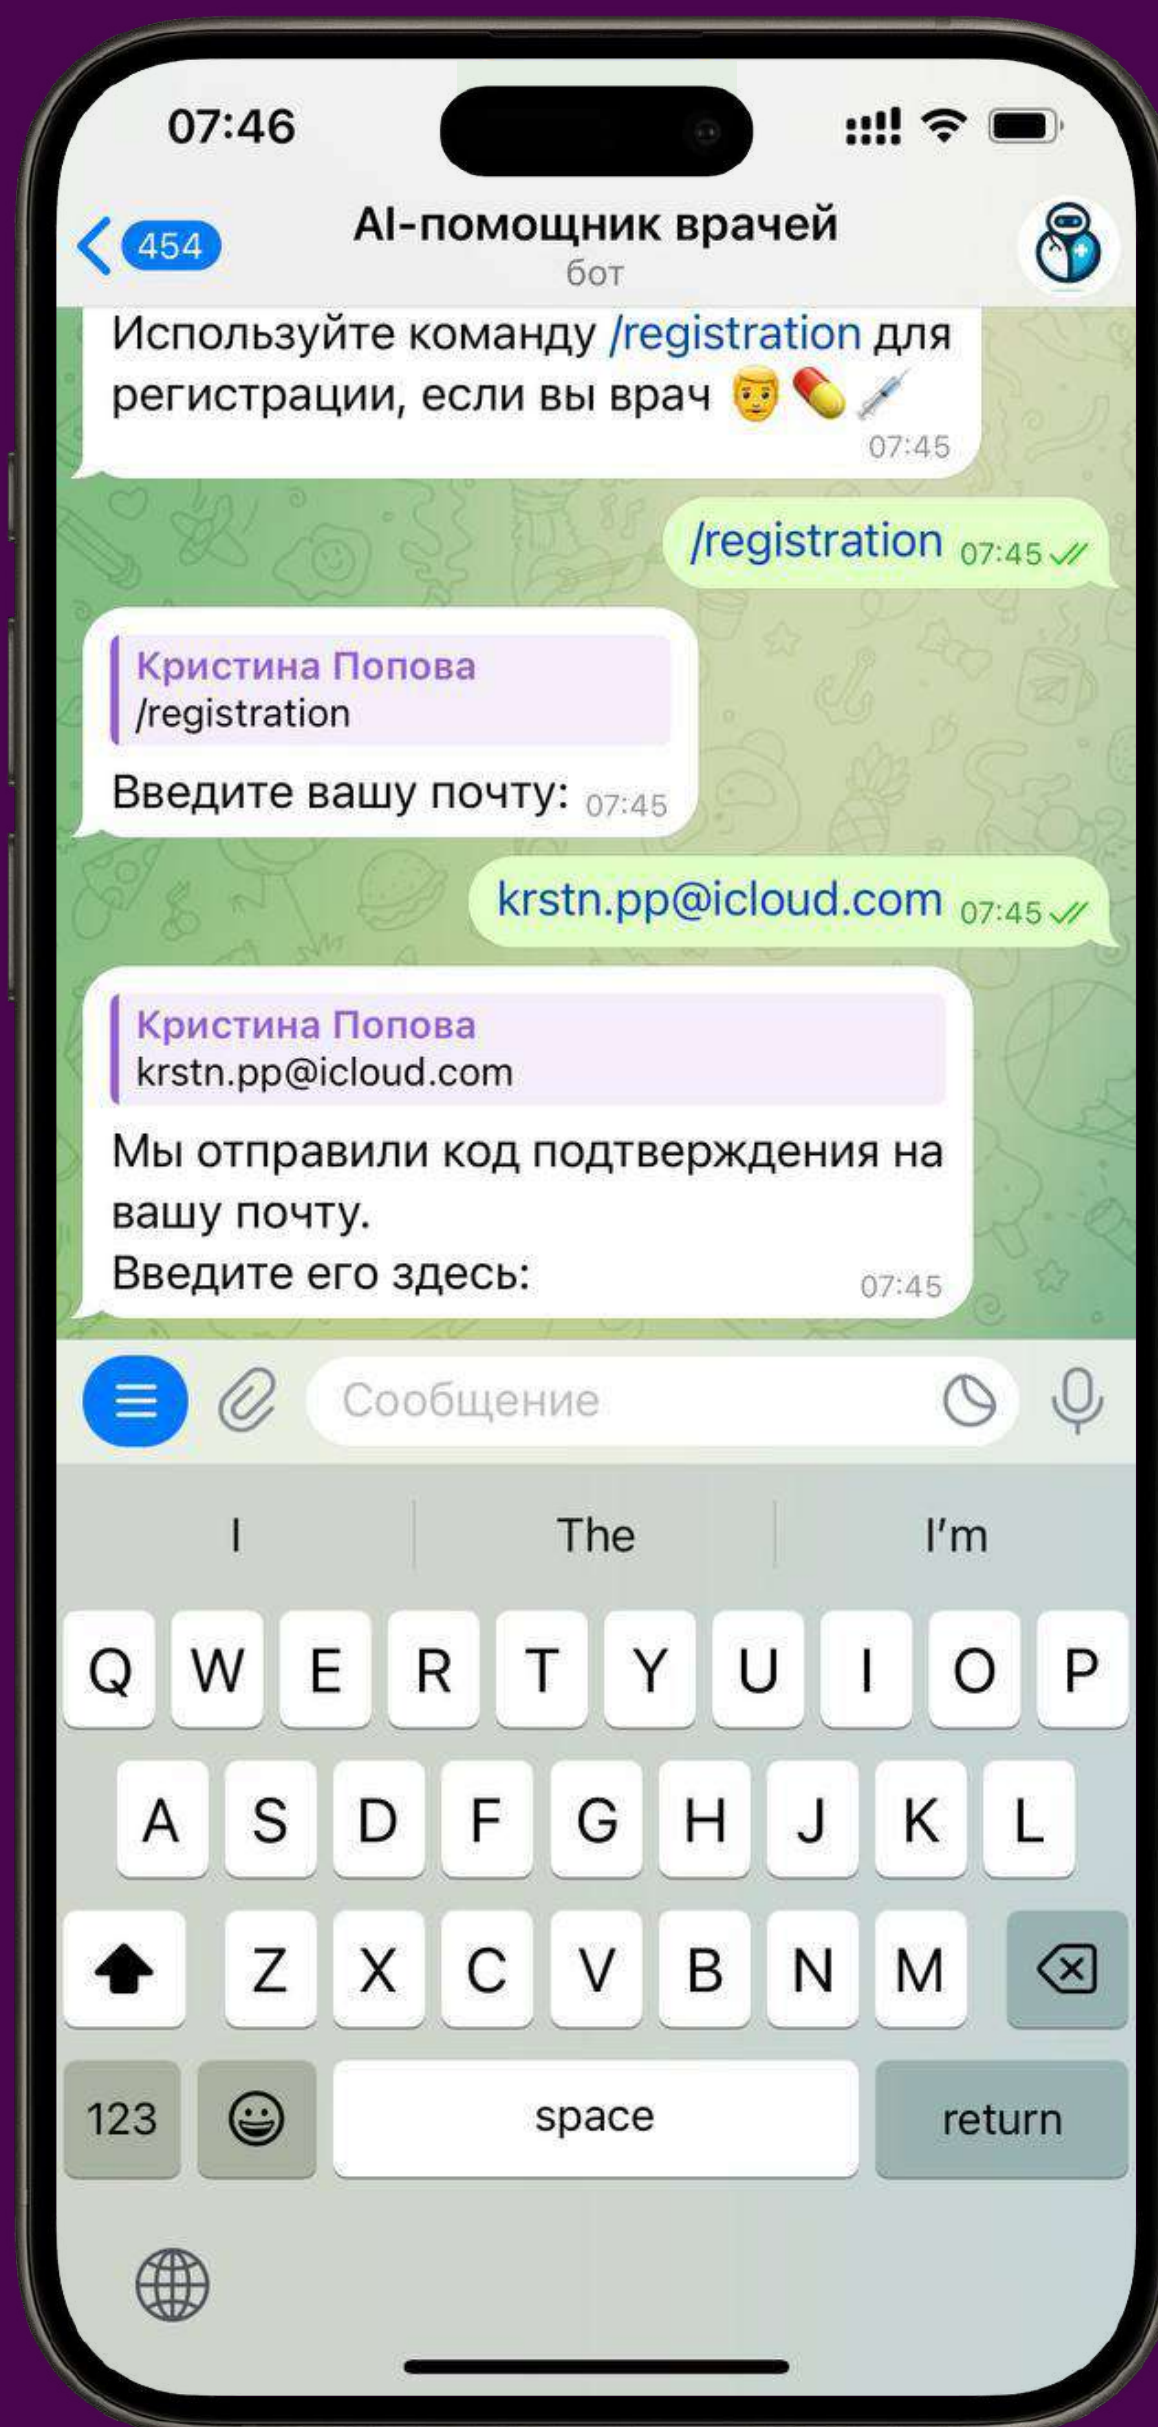 07:46
454
AI-помощник врачей
бот
Используйте команду /registration для
регистрации, если вы врач 👨💊💉
07:45
/registration 07:45
Кристина Попова
/registration
Введите вашу почту: 07:45
krstn.pp@icloud.com 07:45
Кристина Попова
krstn.pp@icloud.com
Мы отправили код подтверждения на
вашу почту.
Введите его здесь: 07:45
Сообщение
I The I'm
Q W E R T Y U I O P
A S D F G H J K L
Z X C V B N M
123 space return